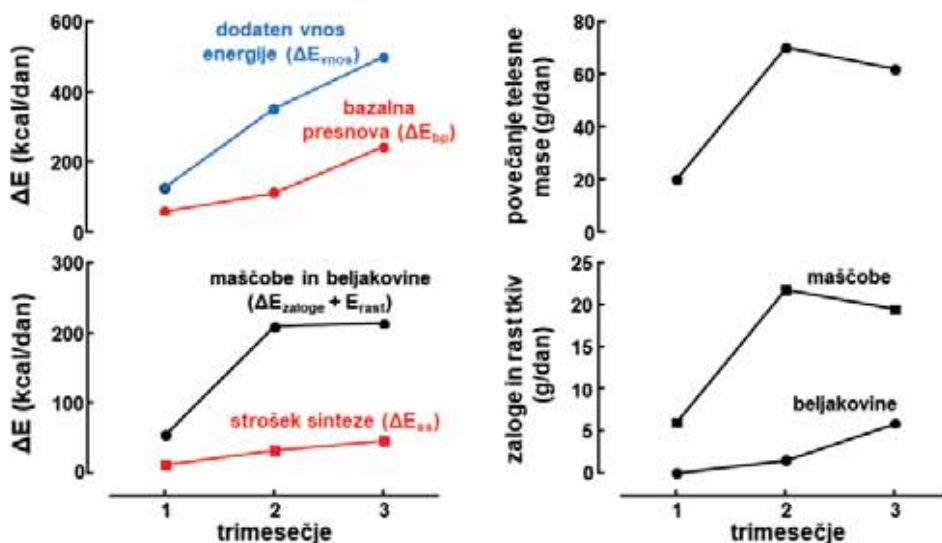 600
400
200
0
ΔE (kcal/dan)
dodaten vnos
energije (ΔEvnos)
bazalna
presnova (ΔEbp)
80
60
40
20
0
povečanje telesne
mase (g/dan)
300
200
100
0
ΔE (kcal/dan)
maščobe in beljakovine
(ΔEzaloge + Erast)
strošek sinteze (ΔEss)
1 2 3
trimesečje
25
20
15
10
5
0
zaloge in rast tkiv
(g/dan)
maščobe
beljakovine
1 2 3
trimesečje